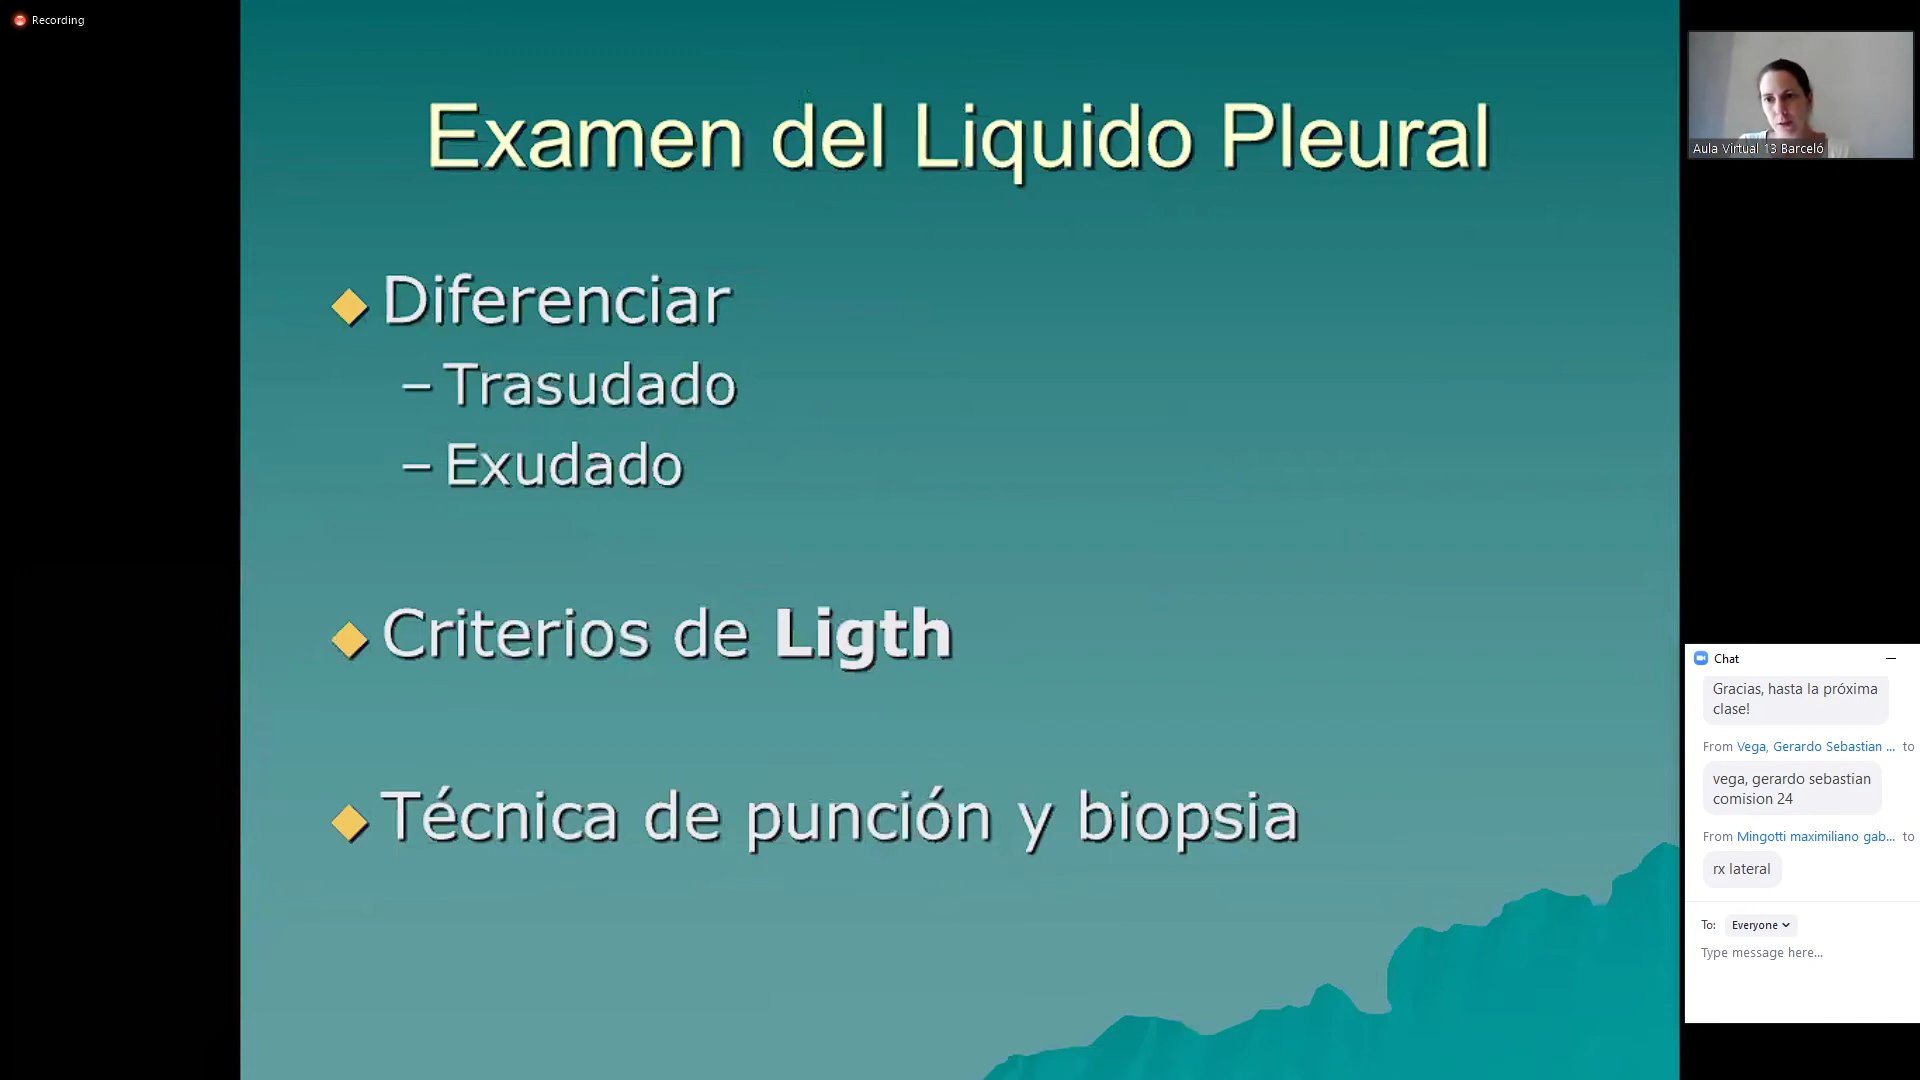 Recording
Examen del Liquido Pleural
Diferenciar
– Trasudado
– Exudado
Criterios de Ligth
Técnica de punción y biopsia
Aula Virtual 13 Barceló
Chat
Gracias, hasta la próxima
clase!
From Vega, Gerardo Sebastian ... to
vega, gerardo sebastian
comision 24
From Mingotti maximiliano gab... to
rx lateral
To: Everyone
Type message here...